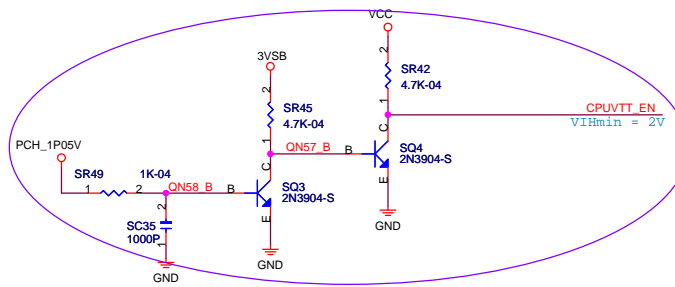 VCC
2
SR42
4.7K-04
1
3VSB
2
SR45
4.7K-04
1
CPUVTT_EN
VIHmin = 2V
PCH_1P05V
SR49
1
2
1K-04
QN58_B
B
C
E
SQ3
2N3904-S
QN57_B
B
C
E
SQ4
2N3904-S
2
SC35
1000P
1
GND
GND
GND